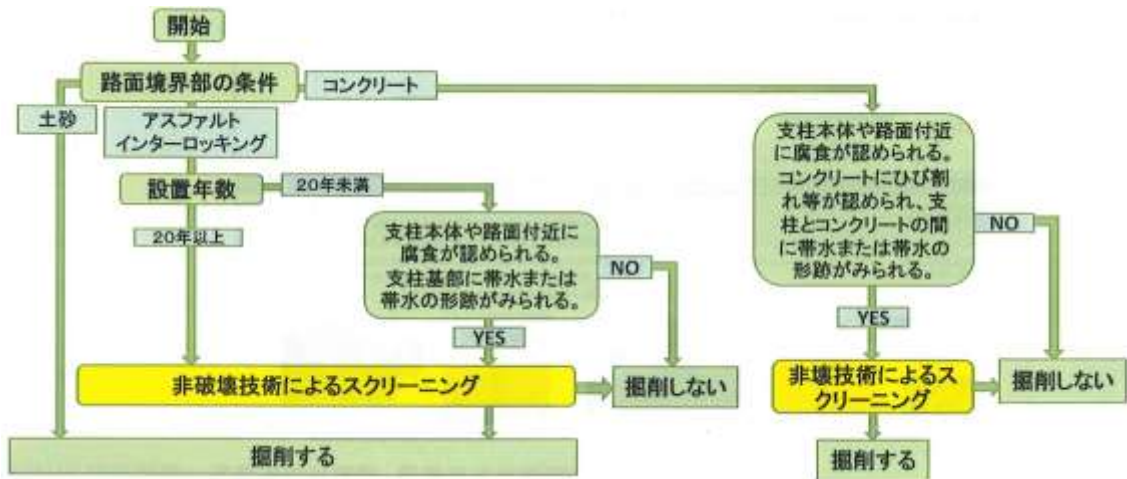 開始
路面境界部の条件
コンクリート
土砂
アスファルト
インターロッキング
設置年数
20年未満
20年以上
支柱本体や路面付近に
腐食が認められる。
支柱基部に帯水または
帯水の形跡がみられる。
NO
YES
支柱本体や路面付近
に腐食が認められる。
コンクリートにひび割
れ等が認められ、支
柱とコンクリートの間
に帯水または帯水の
形跡がみられる。
NO
YES
非破壊技術によるスクリーニング
掘削しない
非壊技術によるス
クリーニング
掘削しない
掘削する
掘削する